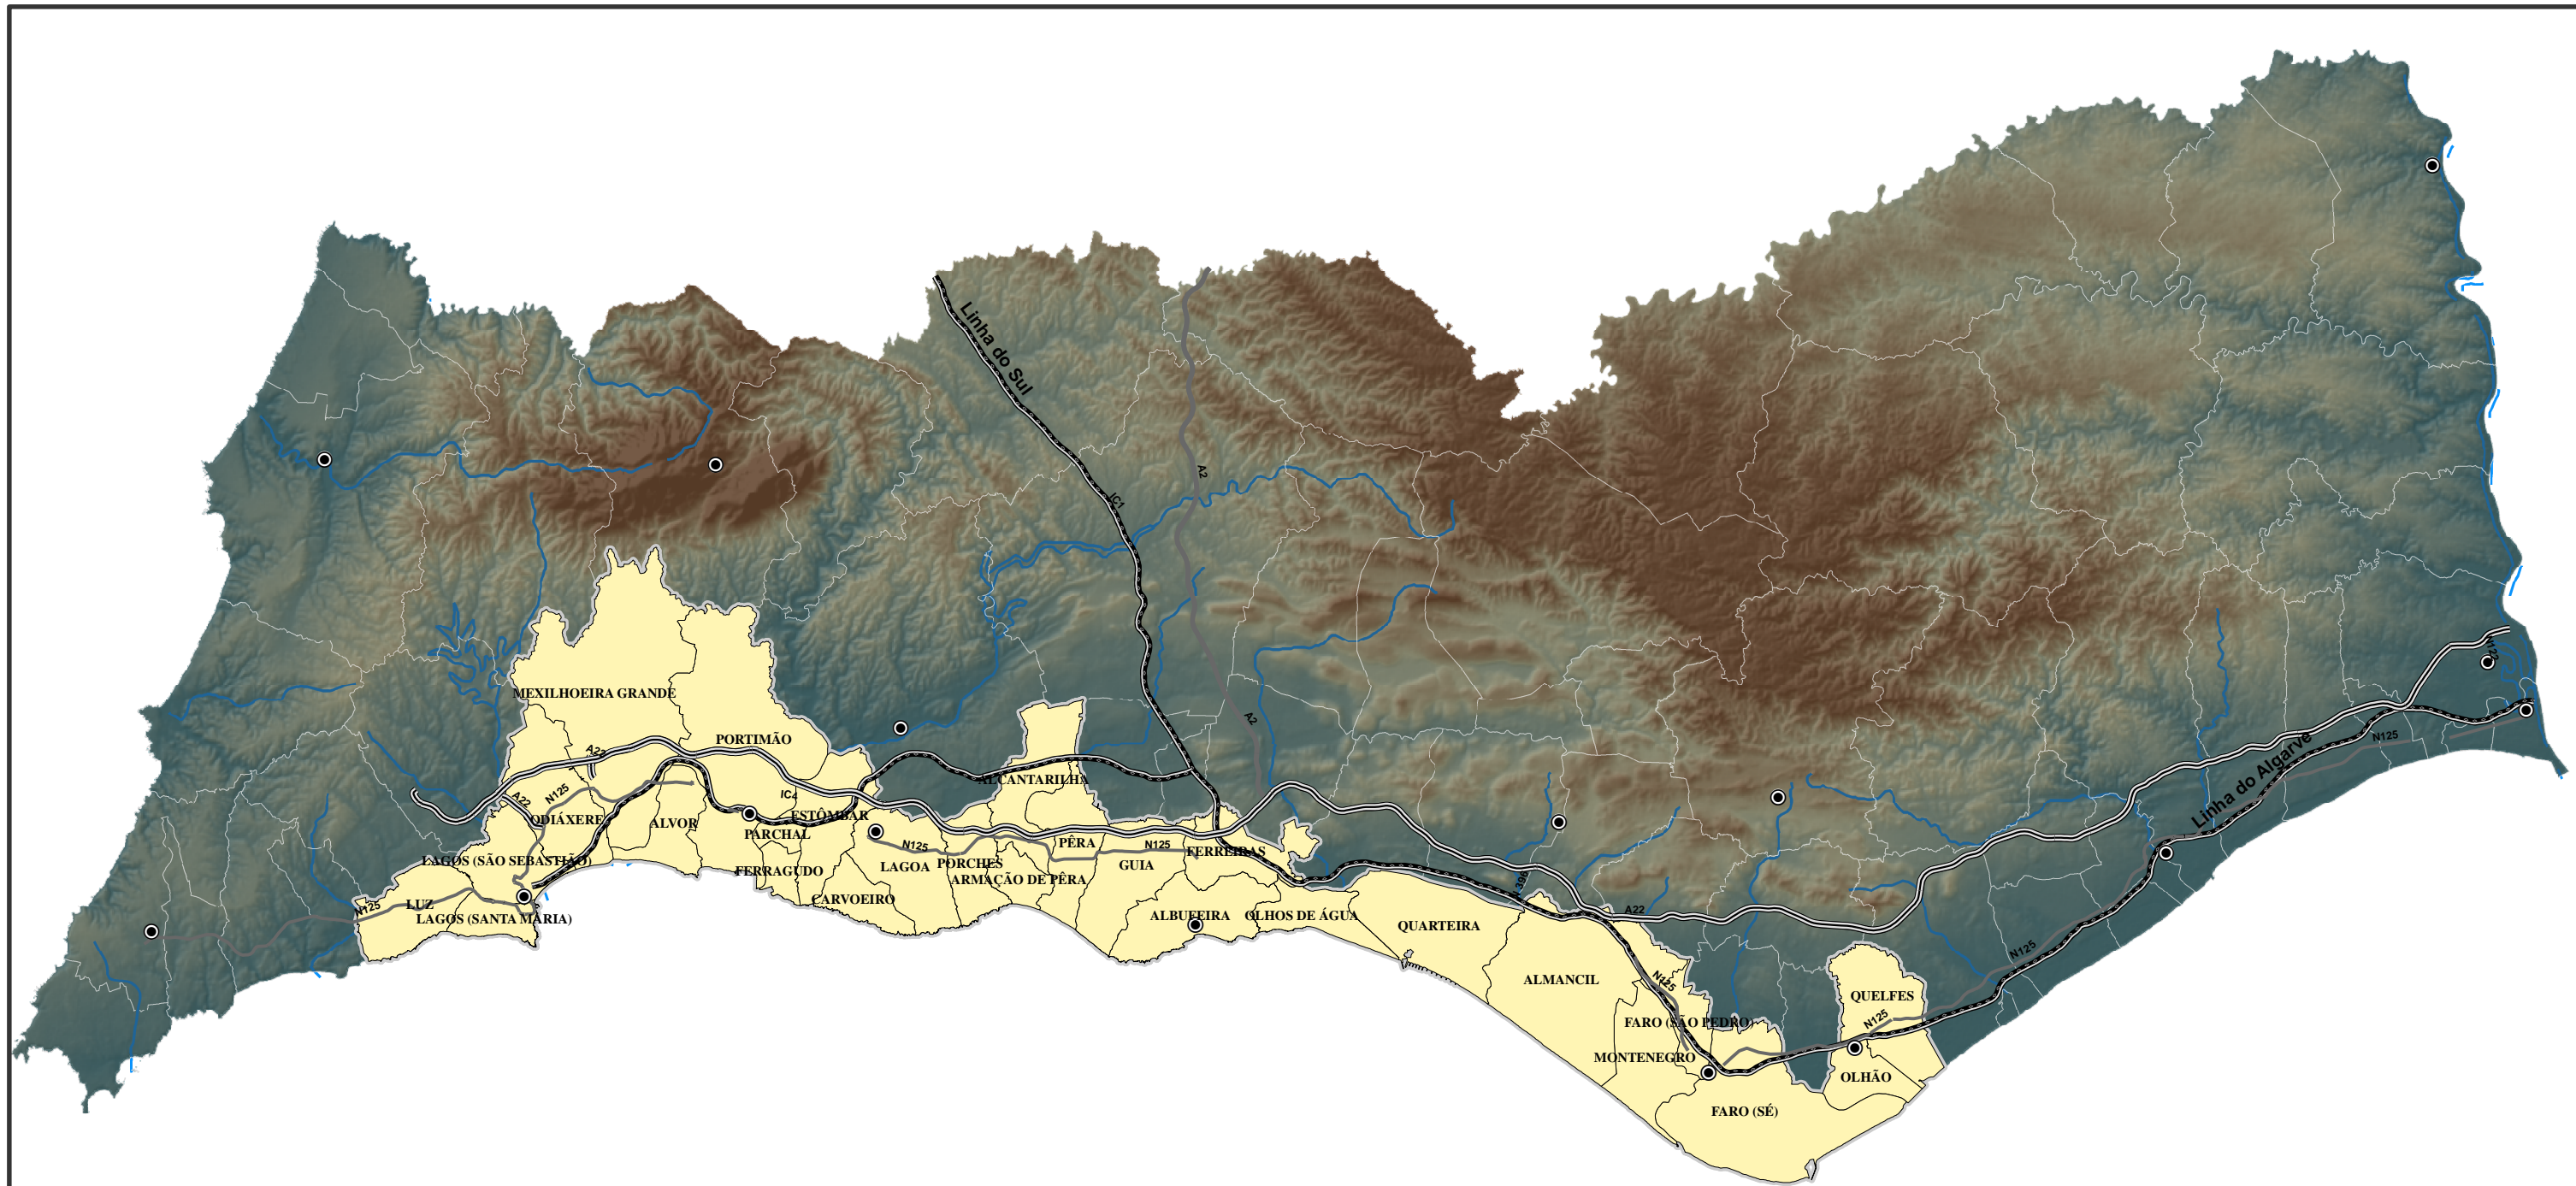 Linha do Sul
A2
IC1
N122
MEXILHOEIRA GRANDE
A2
PORTIMÃO
N125
A22
ALCANTARILHA
Linha do Algarve
A22
N125
IC4
ODIÁXERE
ALVOR
ESTÔMBAR
PARCHAL
N125
PÊRA
N125
FERREIRAS
LAGOS (SÃO SEBASTIÃO)
FERRAGUDO
LAGOA
PORCHES
GUIA
ARMAÇÃO DE PÊRA
N396
CARVOEIRO
LUZ
N125
LAGOS (SANTA MARIA)
ALBUFEIRA
OLHOS DE ÁGUA
A22
QUARTEIRA
N125
ALMANCIL
N125
QUELFES
FARO (SÃO PEDRO)
N125
MONTENEGRO
OLHÃO
FARO (SÉ)